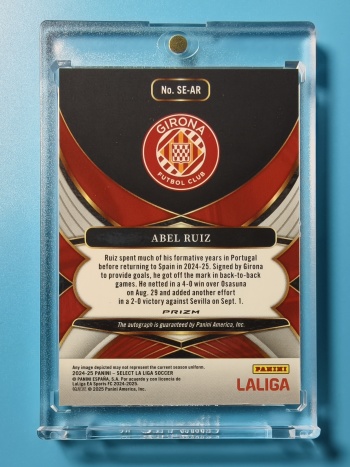 No. SE-AR
GIRONA
FUTBOL CLUB
ABEL RUIZ
Ruiz spent much of his formative years in Portugal
before returning to Spain in 2024-25. Signed by Girona
to provide goals, he got off the mark in back-to-back
games. He netted in a 4-0 win over Osasuna
on Aug. 29 and added another effort
in a 2-0 victory against Sevilla on Sept. 1.
PRIZM
The autograph is guaranteed by Panini America, Inc.
Any image depicted may not represent the current season uniform.
2024-25 PANINI - SELECT LA LIGA SOCCER
© PANINI ESPAÑA, S.A. Por acuerdo y con licencia de
LaLiga EA Sports FC 2024-2025.
© 2025 Panini America, Inc.
PANINI
LALIGA